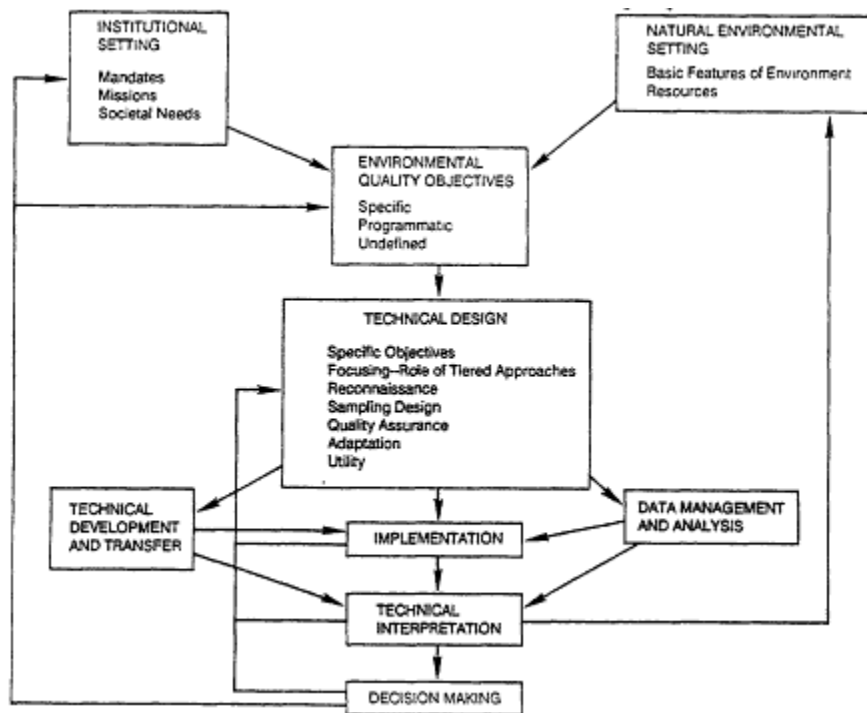 INSTITUTIONAL
SETTING
Mandates
Missions
Societal Needs
NATURAL ENVIRONMENTAL
SETTING
Basic Features of Environment
Resources
ENVIRONMENTAL
QUALITY OBJECTIVES
Specific
Programmatic
Undefined
TECHNICAL DESIGN
Specific Objectives
Focusing--Role of Tiered Approaches
Reconnaissance
Sampling Design
Quality Assurance
Adaptation
Utility
TECHNICAL
DEVELOPMENT
AND TRANSFER
IMPLEMENTATION
DATA MANAGEMENT
AND ANALYSIS
TECHNICAL
INTERPRETATION
DECISION MAKING